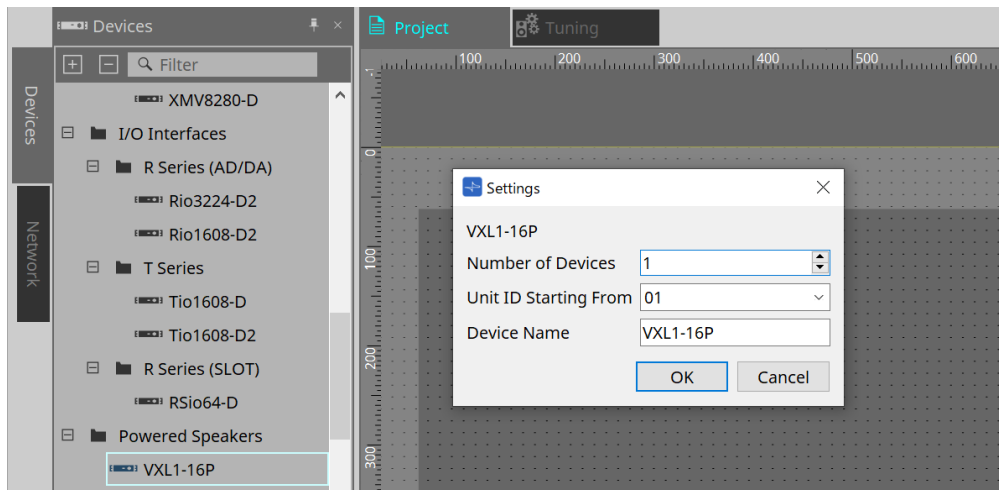 Devices
Filter
XMV8280-D
I/O Interfaces
R Series (AD/DA)
Rio3224-D2
Rio1608-D2
T Series
Tio1608-D
Tio1608-D2
R Series (SLOT)
RSio64-D
Powered Speakers
VXL1-16P
Devices
Network
Project
Tuning
100
200
300
400
500
600
-1
0
100
200
300
Settings
VXL1-16P
Number of Devices 1
Unit ID Starting From 01
Device Name VXL1-16P
OK Cancel